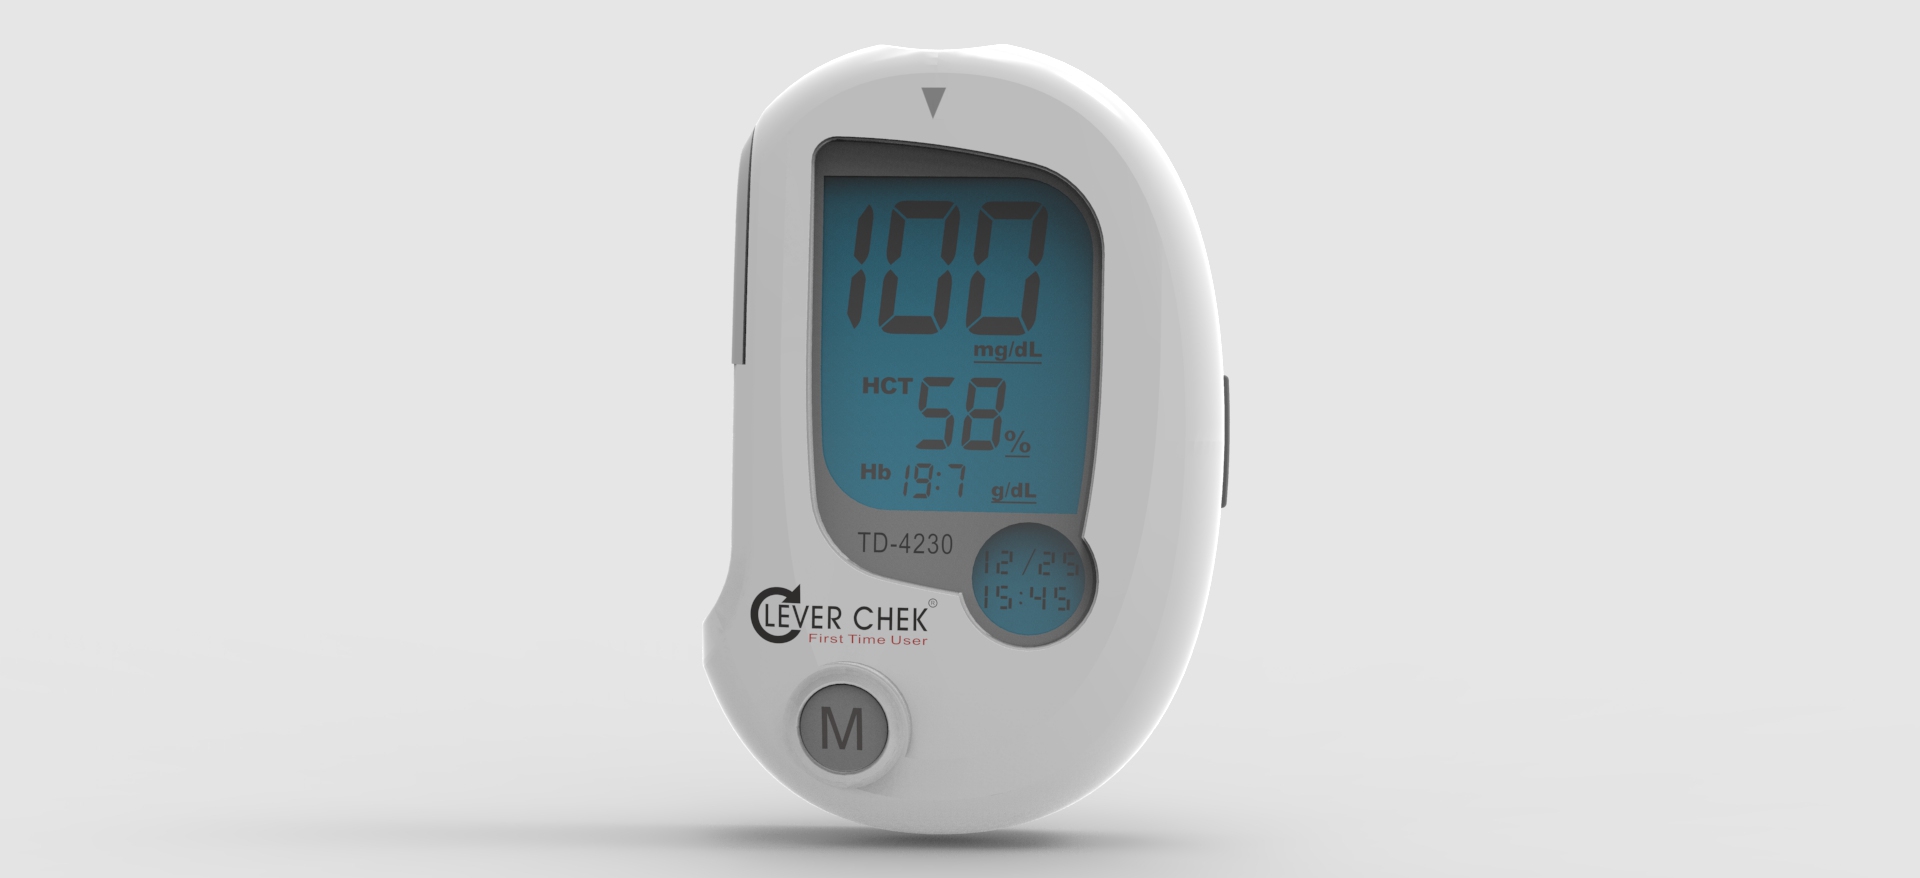 100
mg/dL
HCT 58 %
Hb 19:7 g/dL
TD-4230
12/25
15:45
CLEVER CHEK®
First Time User
M